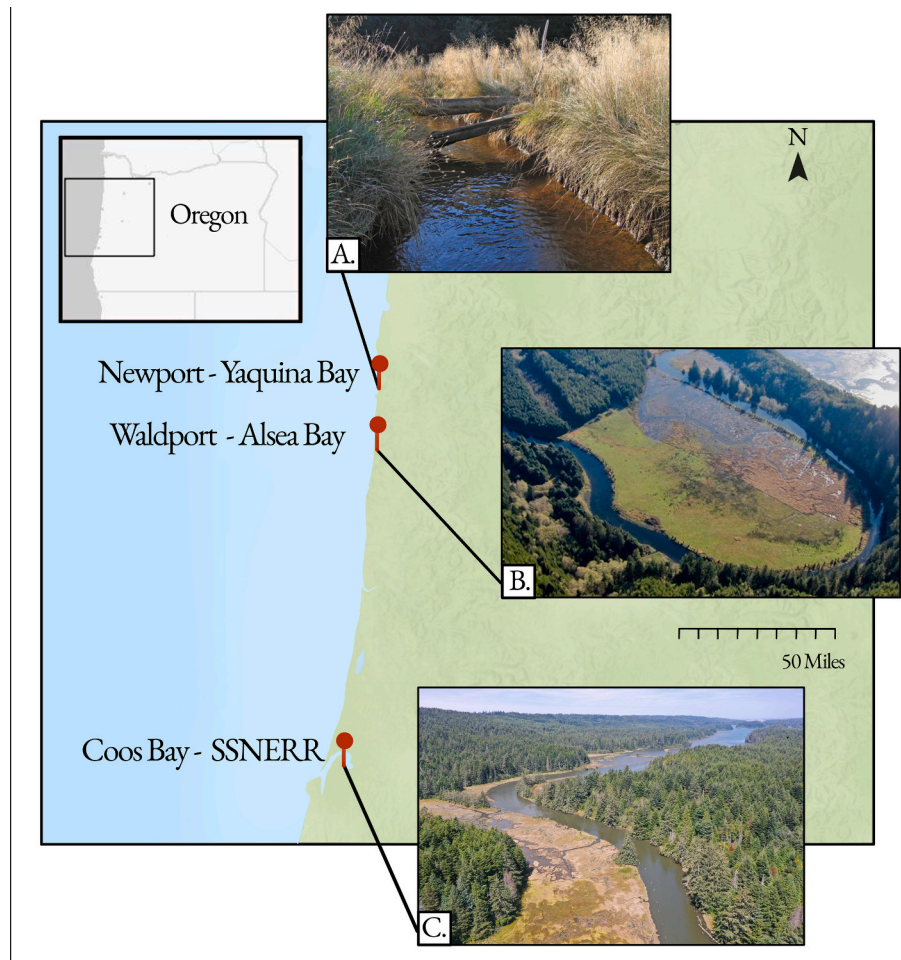 A.
N
Oregon
Newport - Yaquina Bay
Waldport - Alsea Bay
B.
50 Miles
Coos Bay - SSNERR
C.